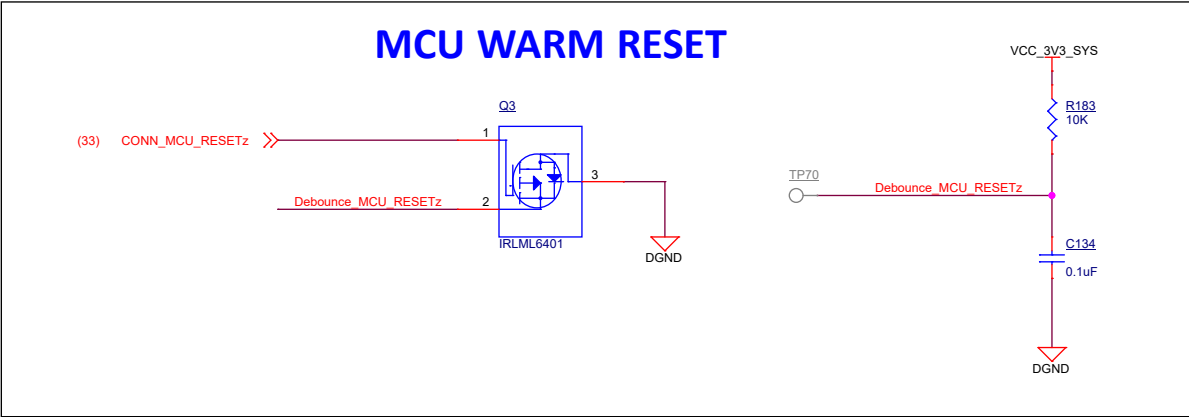 MCU WARM RESET
VCC_3V3_SYS
Q3
R183
10K
(33) CONN_MCU_RESETz
1
3
TP70
Debounce_MCU_RESETz
2
Debounce_MCU_RESETz
IRLML6401
DGND
C134
0.1uF
DGND